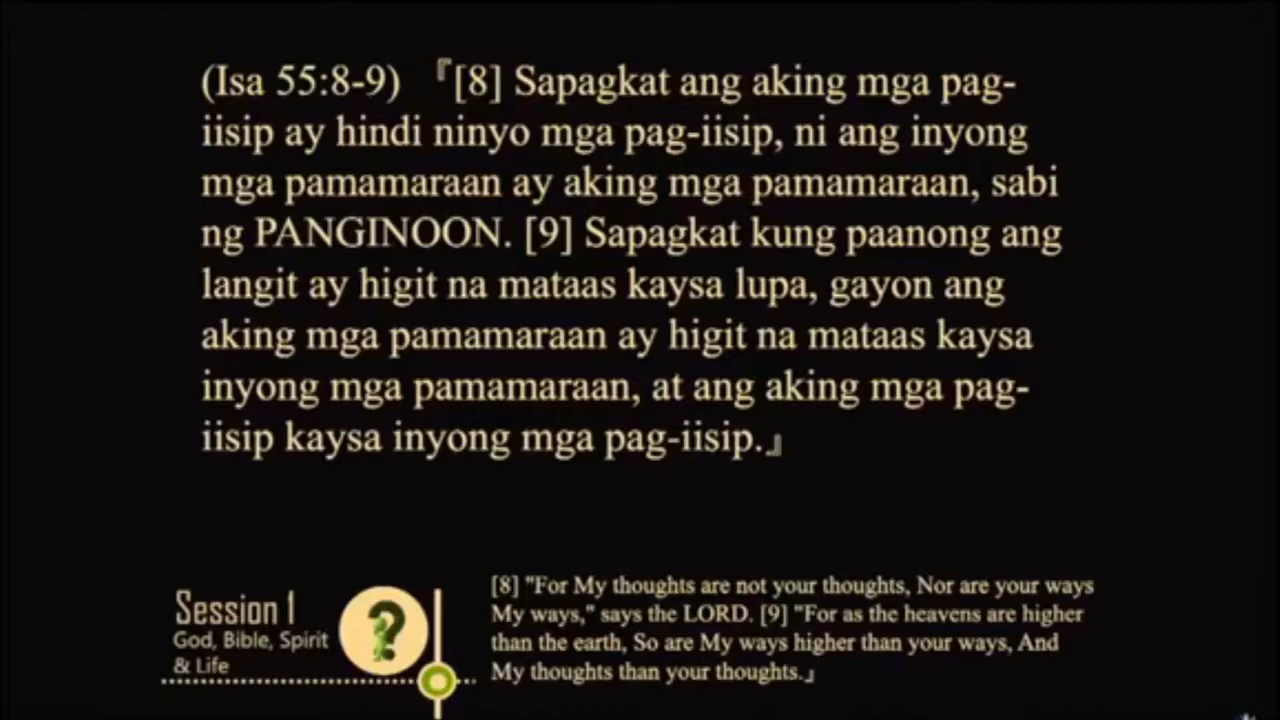 (Isa 55:8-9) 『[8] Sapagkat ang aking mga pag-
iisip ay hindi ninyo mga pag-iisip, ni ang inyong
mga pamamaraan ay aking mga pamamaraan, sabi
ng PANGINOON. [9] Sapagkat kung paanong ang
langit ay higit na mataas kaysa lupa, gayon ang
aking mga pamamaraan ay higit na mataas kaysa
inyong mga pamamaraan, at ang aking mga pag-
iisip kaysa inyong mga pag-iisip.』
Session 1
God, Bible, Spirit
& Life
?
[8] "For My thoughts are not your thoughts, Nor are your ways
My ways," says the LORD. [9] "For as the heavens are higher
than the earth, So are My ways higher than your ways, And
My thoughts than your thoughts.』